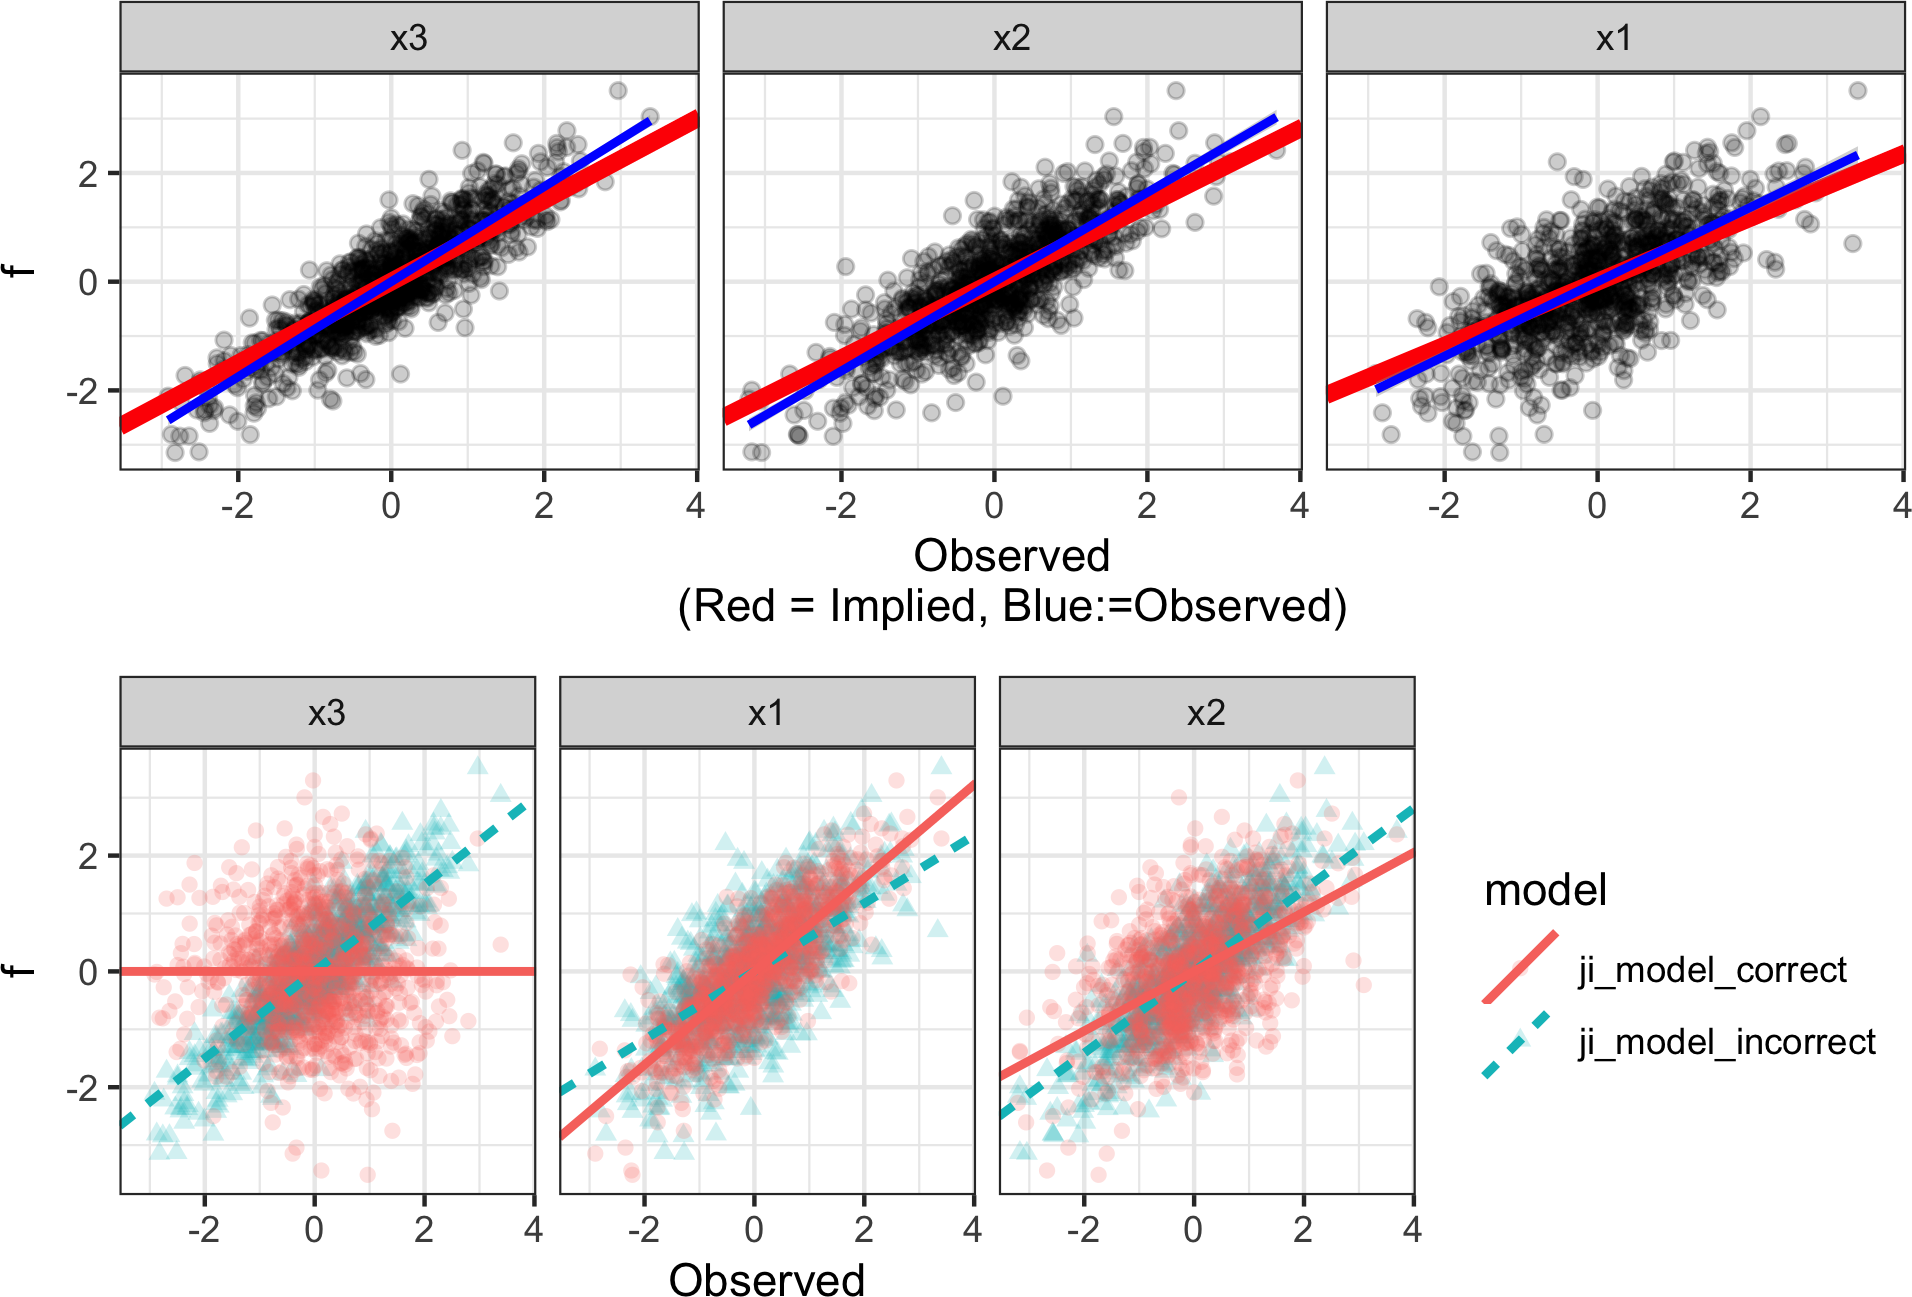 x3 x2 x1
f
2
0
-2
-2 0 2 4 -2 0 2 4 -2 0 2 4
Observed
(Red = Implied, Blue:=Observed)
x3 x1 x2
f
2
0
-2
-2 0 2 4 -2 0 2 4 -2 0 2 4
Observed
model
ji_model_correct
ji_model_incorrect